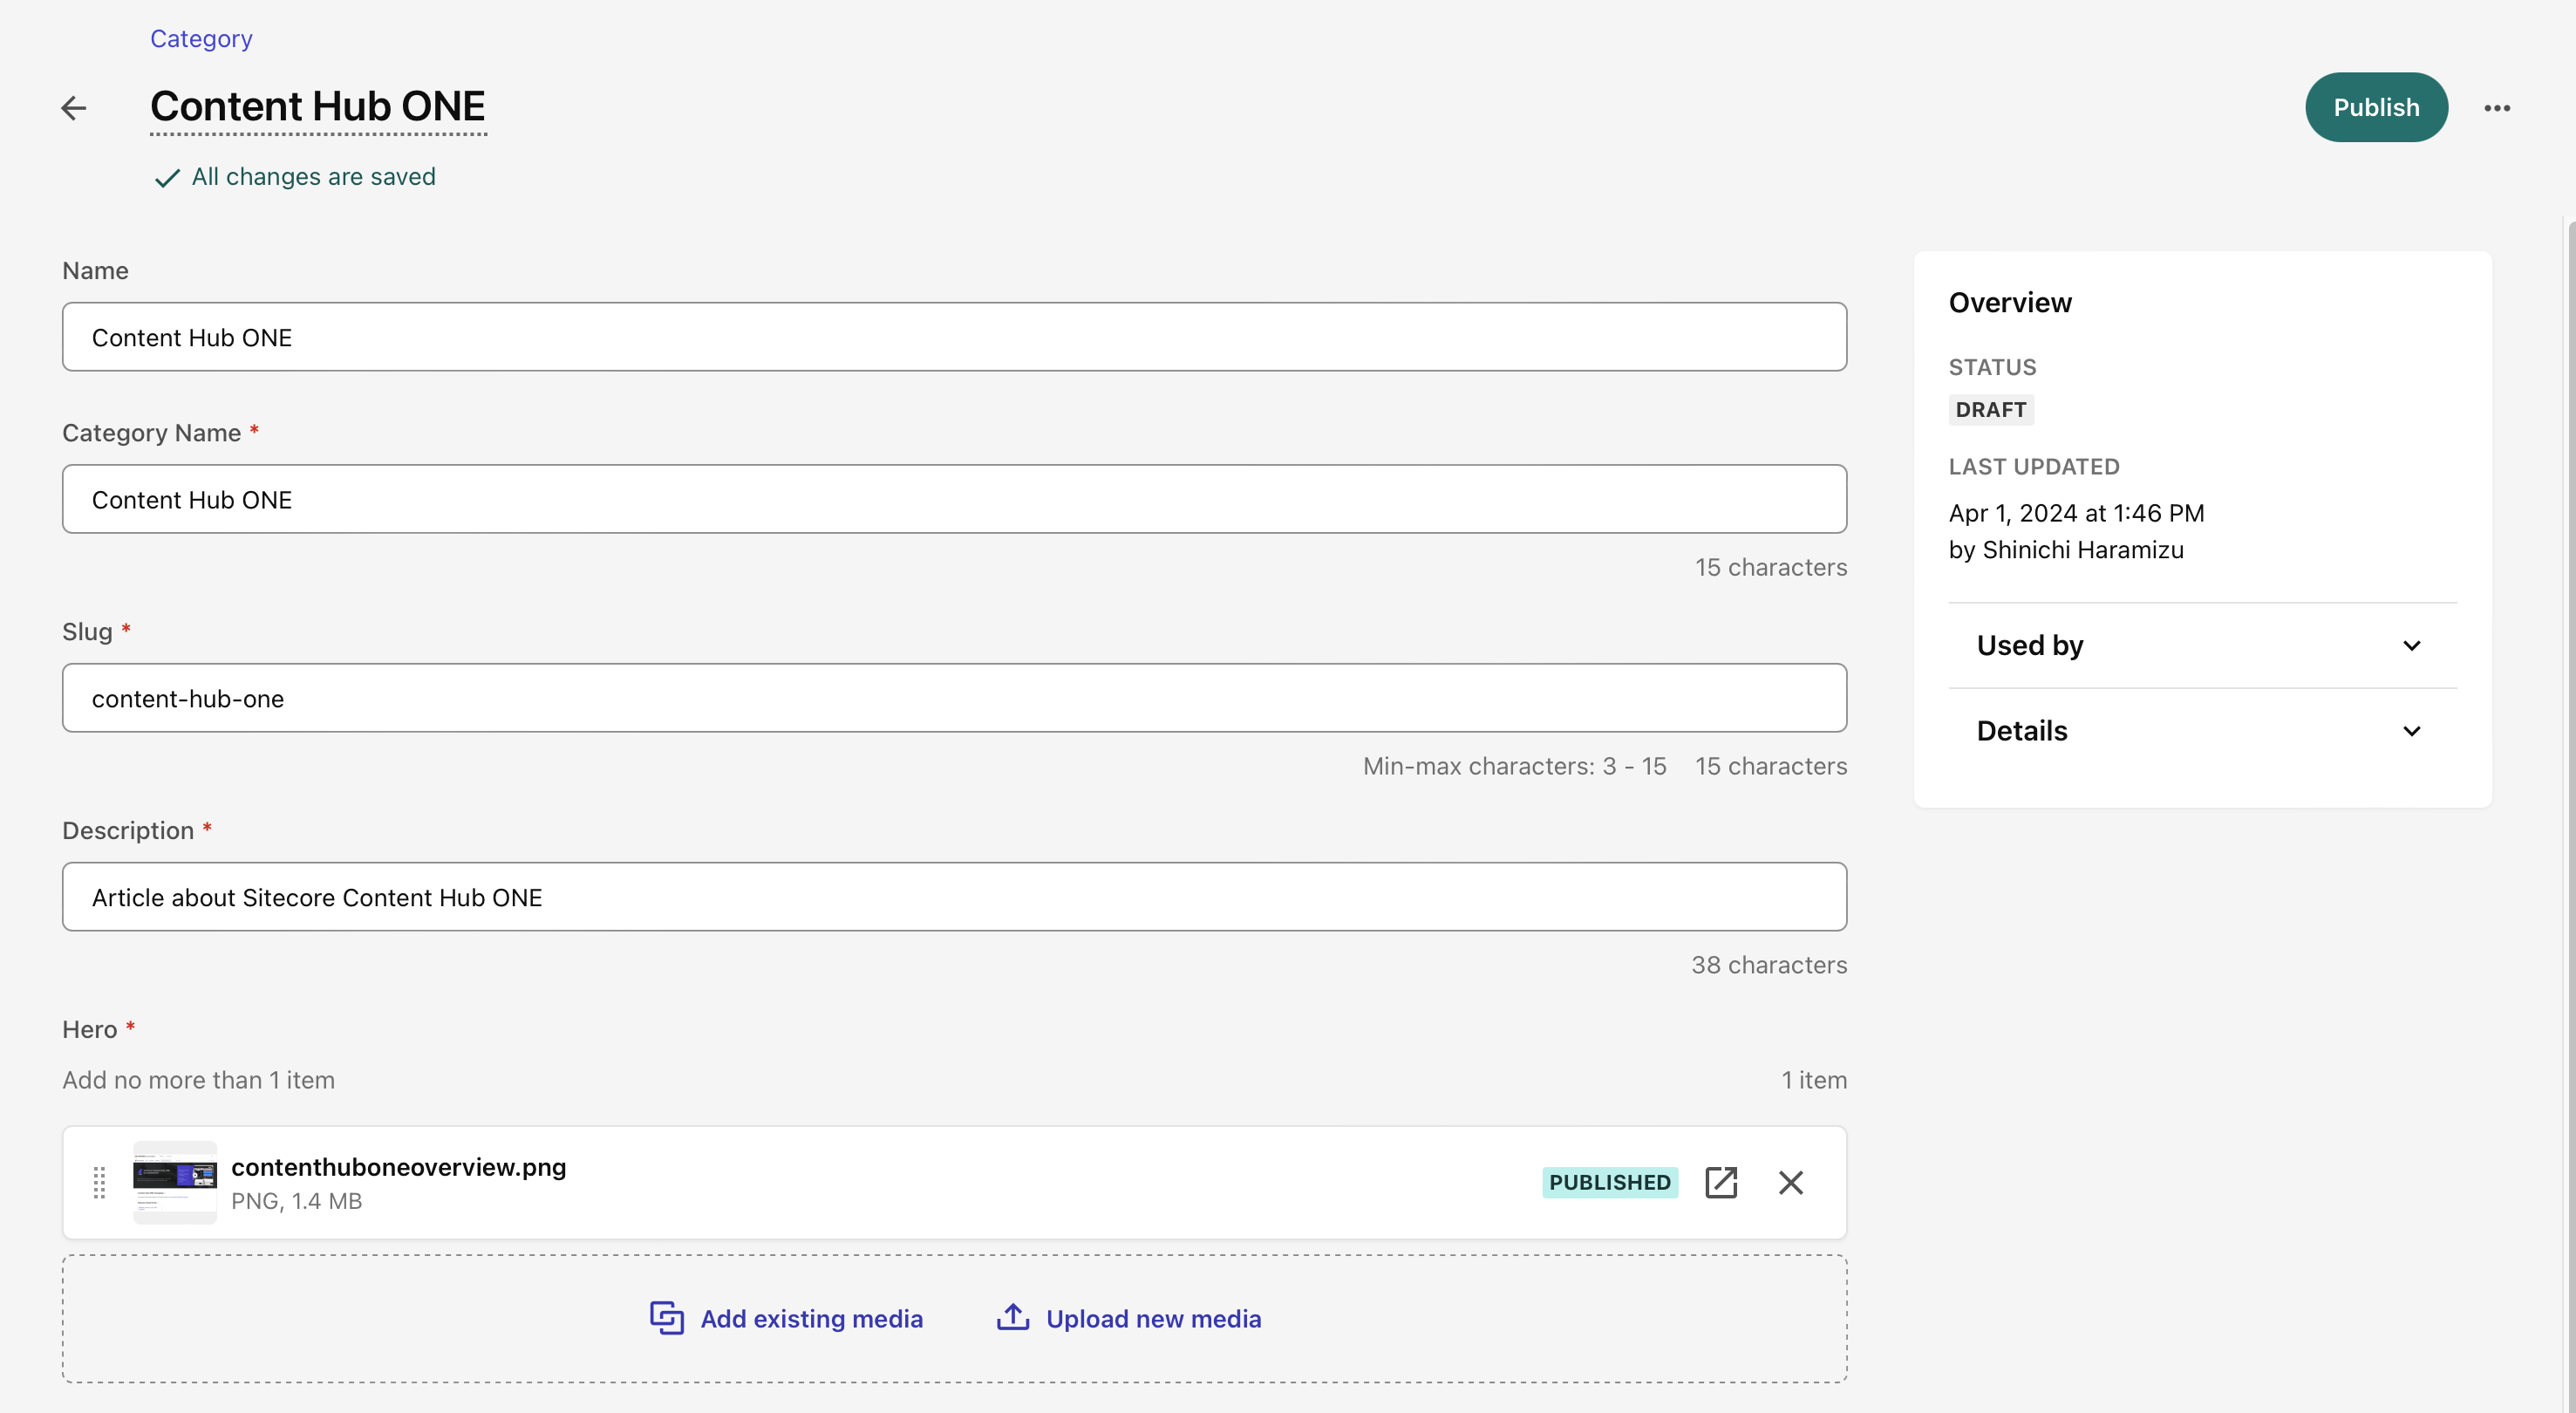 Category
Content Hub ONE
Publish
All changes are saved
Name
Content Hub ONE
Category Name *
Content Hub ONE
15 characters
Slug *
content-hub-one
Min-max characters: 3 - 15 15 characters
Description *
Article about Sitecore Content Hub ONE
38 characters
Hero *
Add no more than 1 item
1 item
contenthuboneoverview.png
PNG, 1.4 MB
PUBLISHED
Add existing media
Upload new media
Overview
STATUS
DRAFT
LAST UPDATED
Apr 1, 2024 at 1:46 PM
by Shinichi Haramizu
Used by
Details